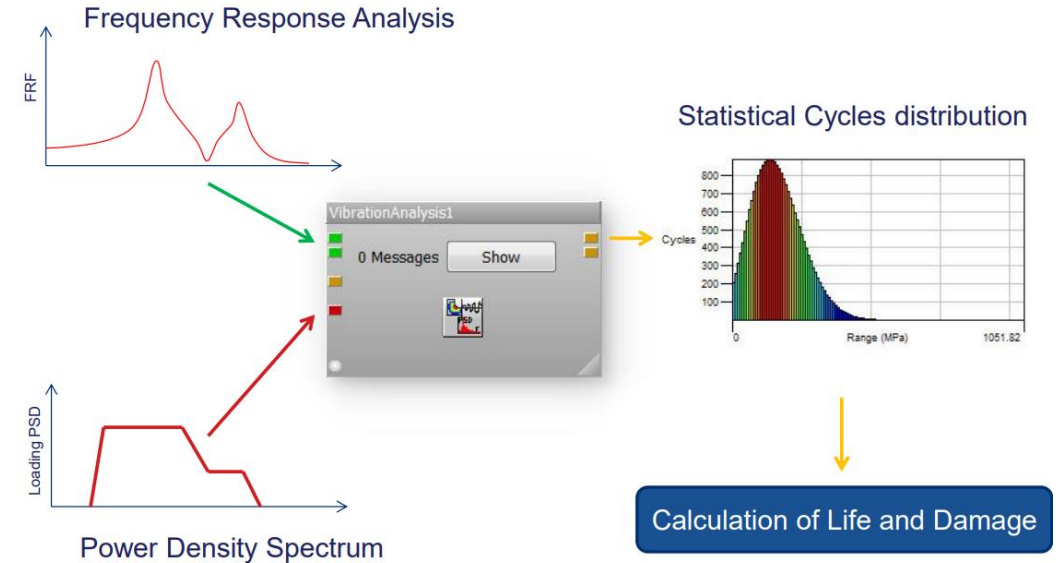 Frequency Response Analysis
FRF
Statistical Cycles distribution
800
700
600
500
400
300
200
100
Cycles
0
Range (MPa)
1051.82
VibrationAnalysis1
0 Messages
Show
PSD
Loading PSD
Power Density Spectrum
Calculation of Life and Damage